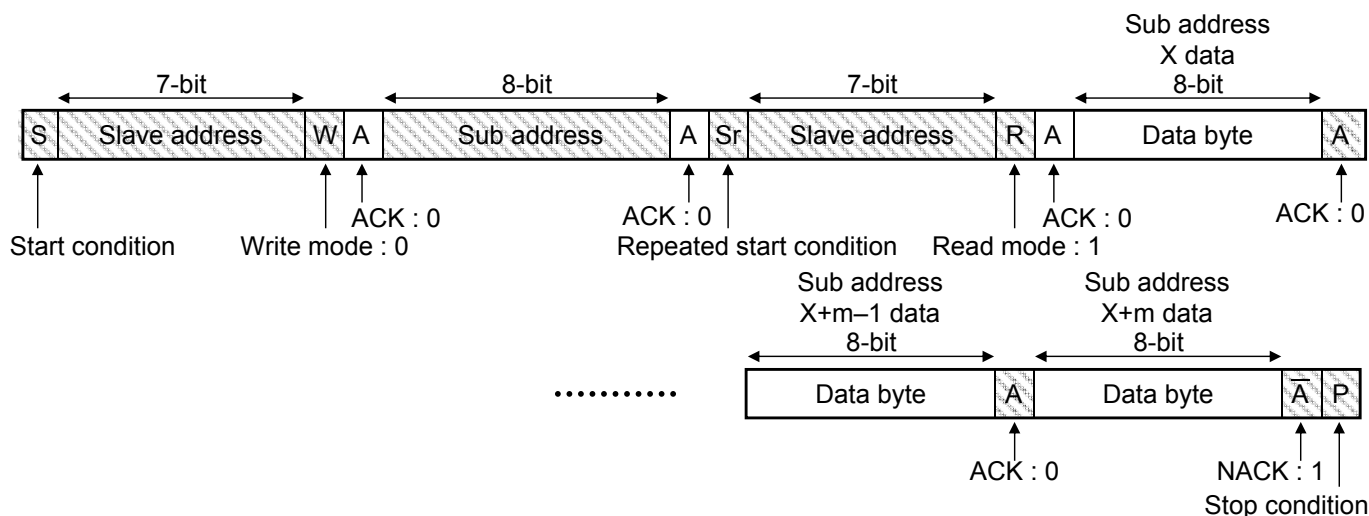 Sub address
X data
7-bit 8-bit 7-bit 8-bit
S Slave address W A Sub address A Sr Slave address R A Data byte A
ACK : 0 ACK : 0 ACK : 0 ACK : 0
Start condition Write mode : 0 Repeated start condition Read mode : 1
Sub address Sub address
X+m–1 data X+m data
8-bit 8-bit
Data byte A Data byte A̅ P
ACK : 0 NACK : 1
Stop condition